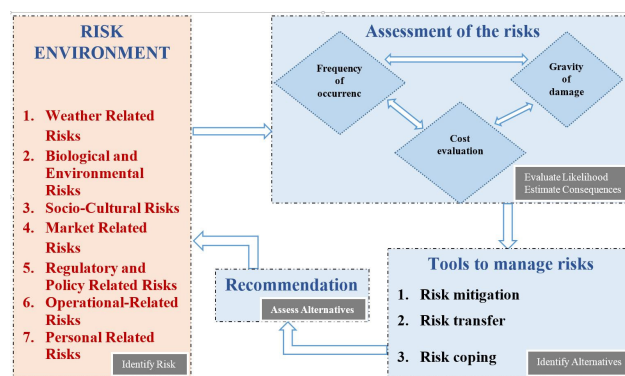 RISK
ENVIRONMENT
1. Weather Related
Risks
2. Biological and
Environmental
Risks
3. Socio-Cultural Risks
4. Market Related
Risks
5. Regulatory and
Policy Related Risks
6. Operational-Related
Risks
7. Personal Related
Risks
Identify Risk
Assessment of the risks
Frequency
of
occurrenc
Gravity
of
damage
Cost
evaluation
Evaluate Likelihood
Estimate Consequences
Tools to manage risks
1. Risk mitigation
2. Risk transfer
3. Risk coping
Identify Alternatives
Recommendation
Assess Alternatives